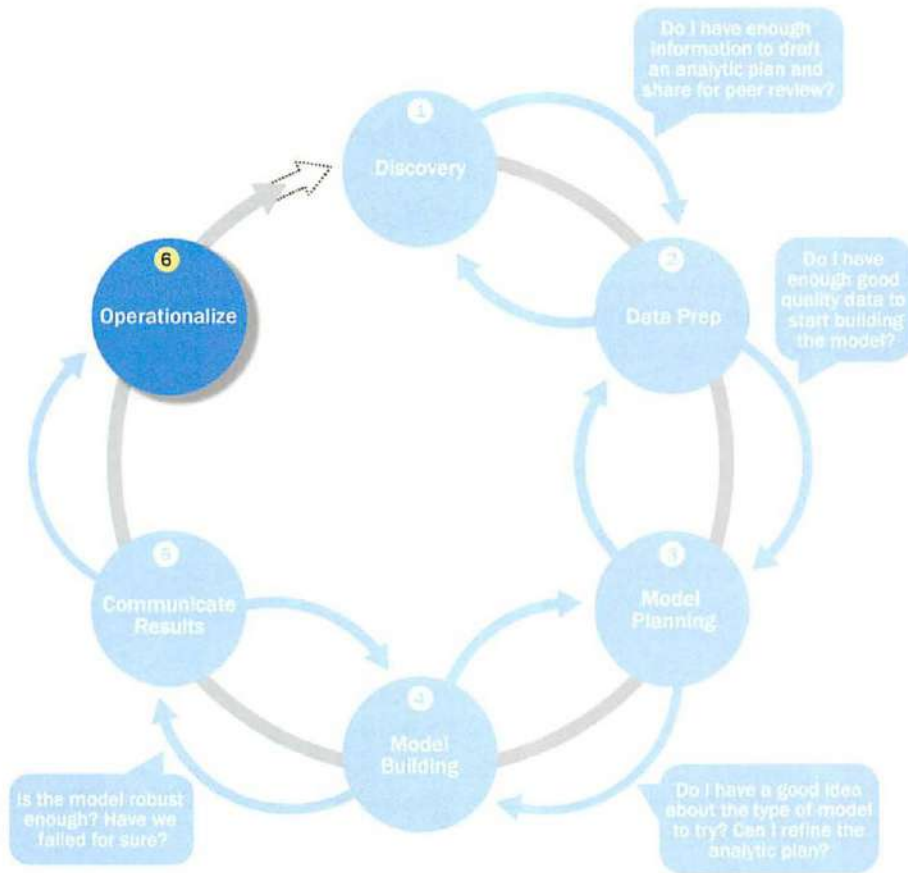 Do I have enough
information to draft
an analytic plan and
share for peer review?
1
Discovery
6
Operationalize
2
Data Prep
Do I have
enough good
quality data to
start building
the model?
5
Communicate
Results
3
Model
Planning
4
Model
Building
Is the model robust
enough? Have we
failed for sure?
Do I have a good idea
about the type of model
to try? Can I refine the
analytic plan?